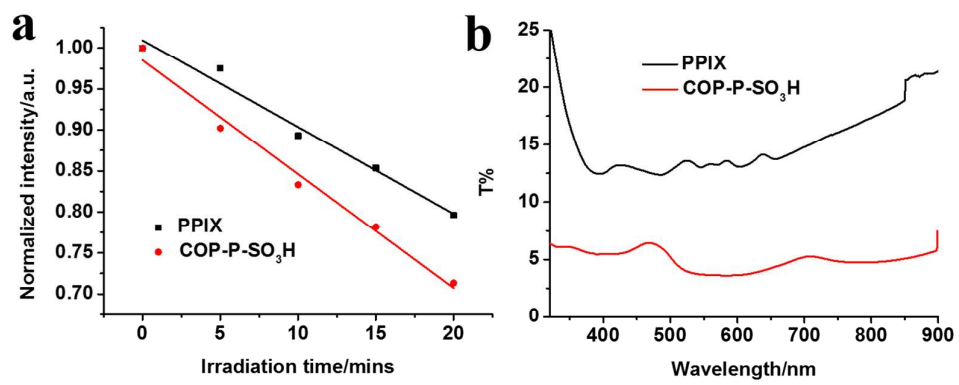 a
Normalized intensity/a.u.
1.00
0.95
0.90
0.85
0.80
0.75
0.70
PPIX
COP-P-SO₃H
0 5 10 15 20
Irradiation time/mins
b
T%
25
20
15
10
5
0
PPIX
COP-P-SO₃H
400 500 600 700 800 900
Wavelength/nm